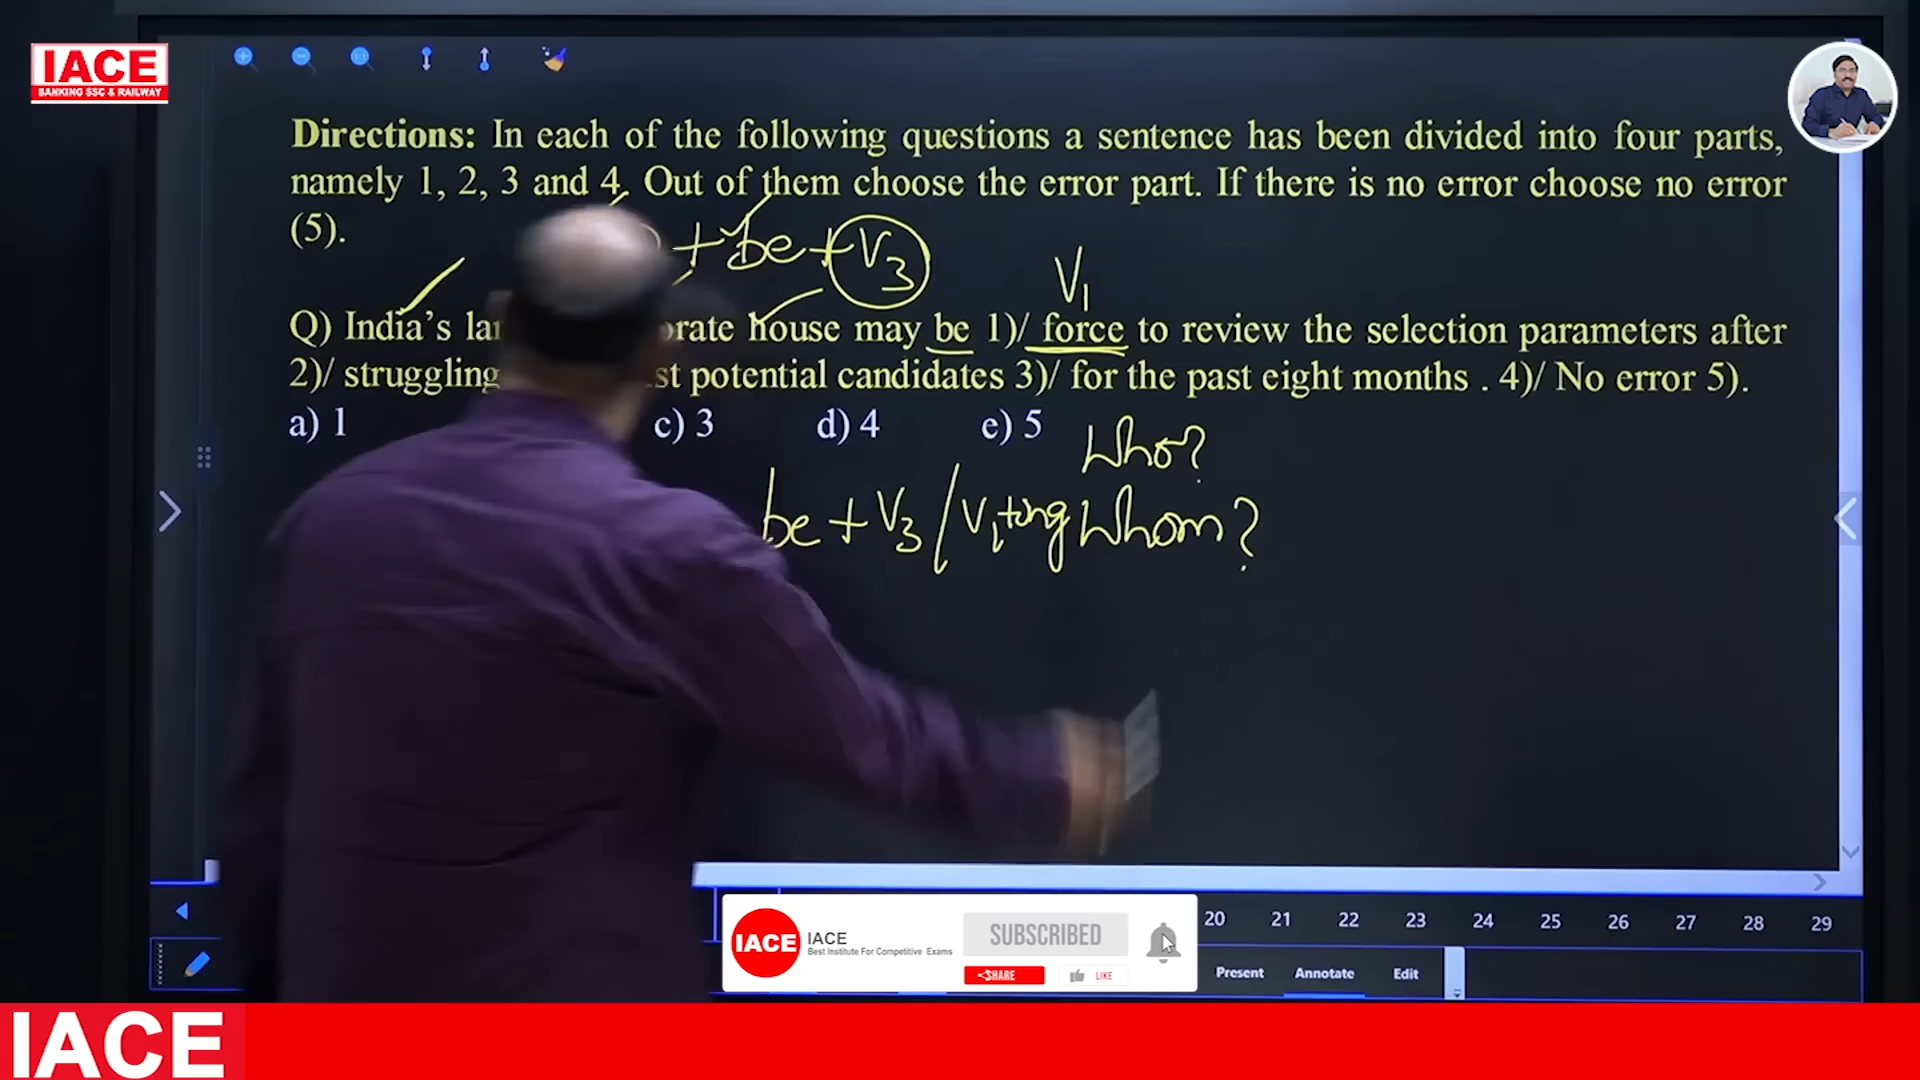 IACE
BANKING SSC & RAILWAY
Directions: In each of the following questions a sentence has been divided into four parts,
namely 1, 2, 3 and 4. Out of them choose the error part. If there is no error choose no error
(5).
+ be + V3
V1
Q) India's house may be 1)/ force to review the selection parameters after
2)/ struggling potential candidates 3)/ for the past eight months . 4)/ No error 5).
a) 1 c) 3 d) 4 e) 5
Who?
be + V3 / V1+ing Whom?
20 21 22 23 24 25 26 27 28 29
IACE
IACE
Best Institute For Competitive Exams
SUBSCRIBED
SHARE
LIKE
Present Annotate Edit
IACE